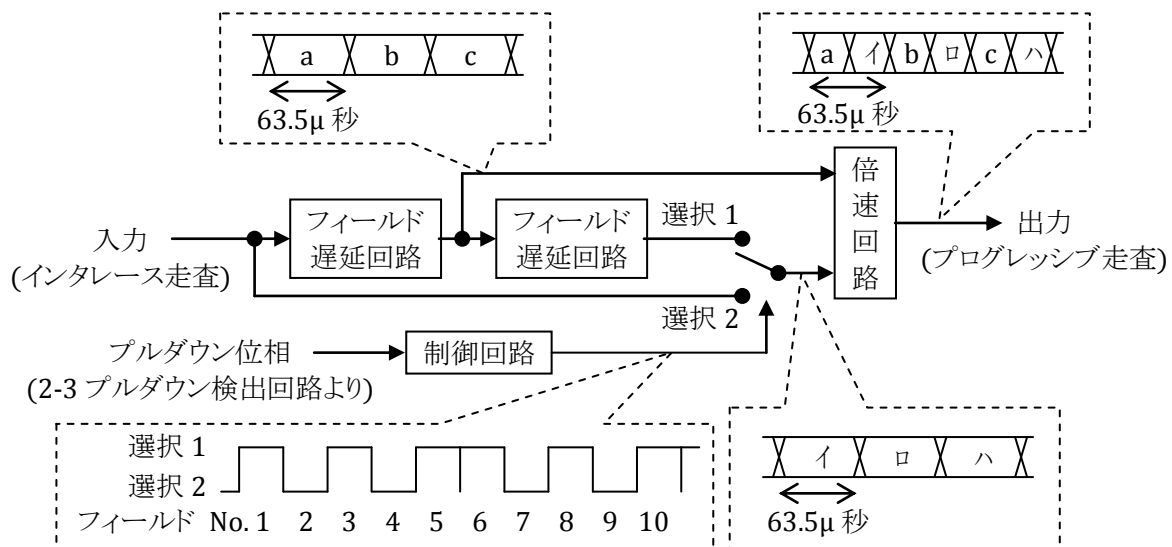 a b c
63.5μ 秒
a イ b ロ c ハ
63.5μ 秒
入力
(インタレース走査)
フィールド
遅延回路
フィールド
遅延回路
選択 1
選択 2
倍速回路
出力
(プログレッシブ走査)
プルダウン位相
(2-3 プルダウン検出回路より)
制御回路
選択 1
選択 2
フィールド No. 1 2 3 4 5 6 7 8 9 10
イ ロ ハ
63.5μ 秒